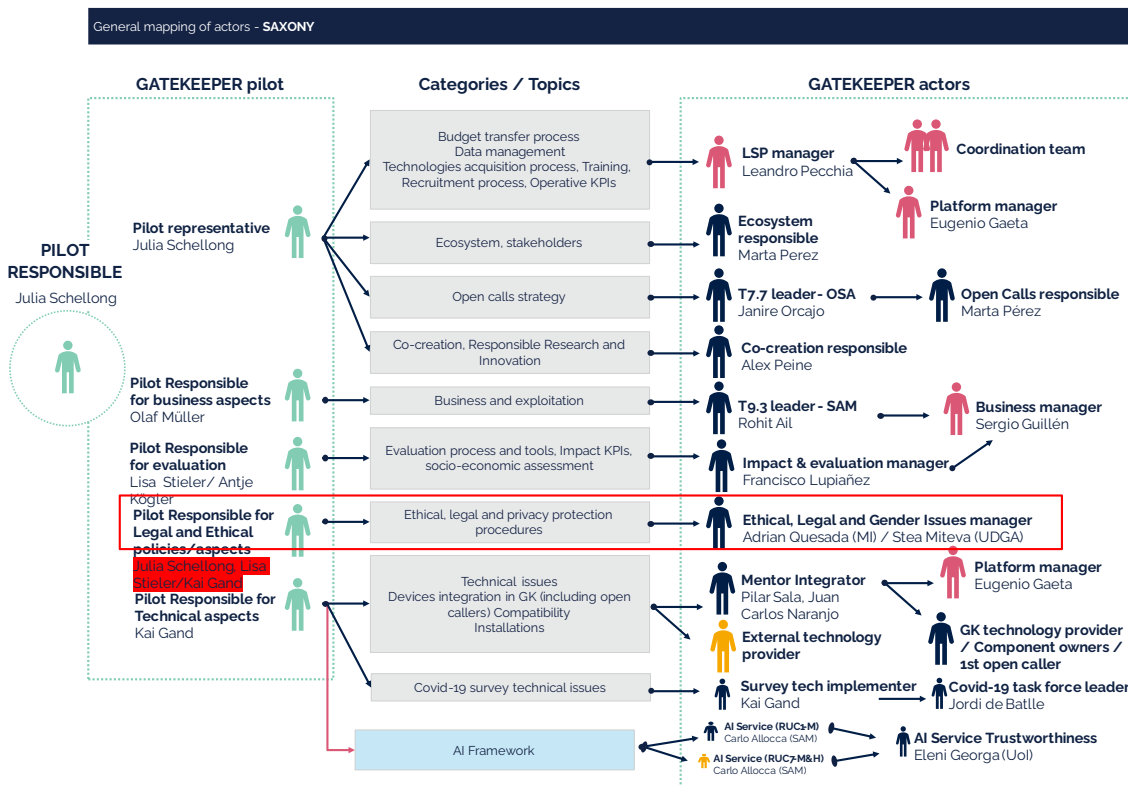 General mapping of actors - SAXONY
GATEKEEPER pilot
Categories / Topics
GATEKEEPER actors
PILOT
RESPONSIBLE
Julia Schellong
Pilot representative
Julia Schellong
Pilot Responsible
for business aspects
Olaf Müller
Pilot Responsible
for evaluation
Lisa Stieler/ Antje
Kögler
Pilot Responsible for
Legal and Ethical
policies/aspects
Julia Schellong, Lisa
Stieler/Kai Gand
Pilot Responsible for
Technical aspects
Kai Gand
Budget transfer process
Data management
Technologies acquisition process, Training,
Recruitment process, Operative KPIs
Ecosystem, stakeholders
Open calls strategy
Co-creation, Responsible Research and
Innovation
Business and exploitation
Evaluation process and tools, Impact KPIs,
socio-economic assessment
Ethical, legal and privacy protection
procedures
Technical issues
Devices integration in GK (including open
callers) Compatibility
Installations
Covid-19 survey technical issues
AI Framework
LSP manager
Leandro Pecchia
Coordination team
Platform manager
Eugenio Gaeta
Ecosystem
responsible
Marta Perez
T7.7 leader - OSA
Janire Orcajo
Open Calls responsible
Marta Pérez
Co-creation responsible
Alex Peine
T9.3 leader - SAM
Rohit Ail
Business manager
Sergio Guillén
Impact & evaluation manager
Francisco Lupiañez
Ethical, Legal and Gender Issues manager
Adrian Quesada (MI) / Stea Miteva (UDGA)
Mentor Integrator
Pilar Sala, Juan
Carlos Naranjo
Platform manager
Eugenio Gaeta
External technology
provider
GK technology provider
/ Component owners /
1st open caller
Survey tech implementer
Kai Gand
Covid-19 task force leader
Jordi de Batlle
AI Service (RUC1-M)
Carlo Allocca (SAM)
AI Service (RUC7-M&H)
Carlo Allocca (SAM)
AI Service Trustworthiness
Eleni Georga (UoI)